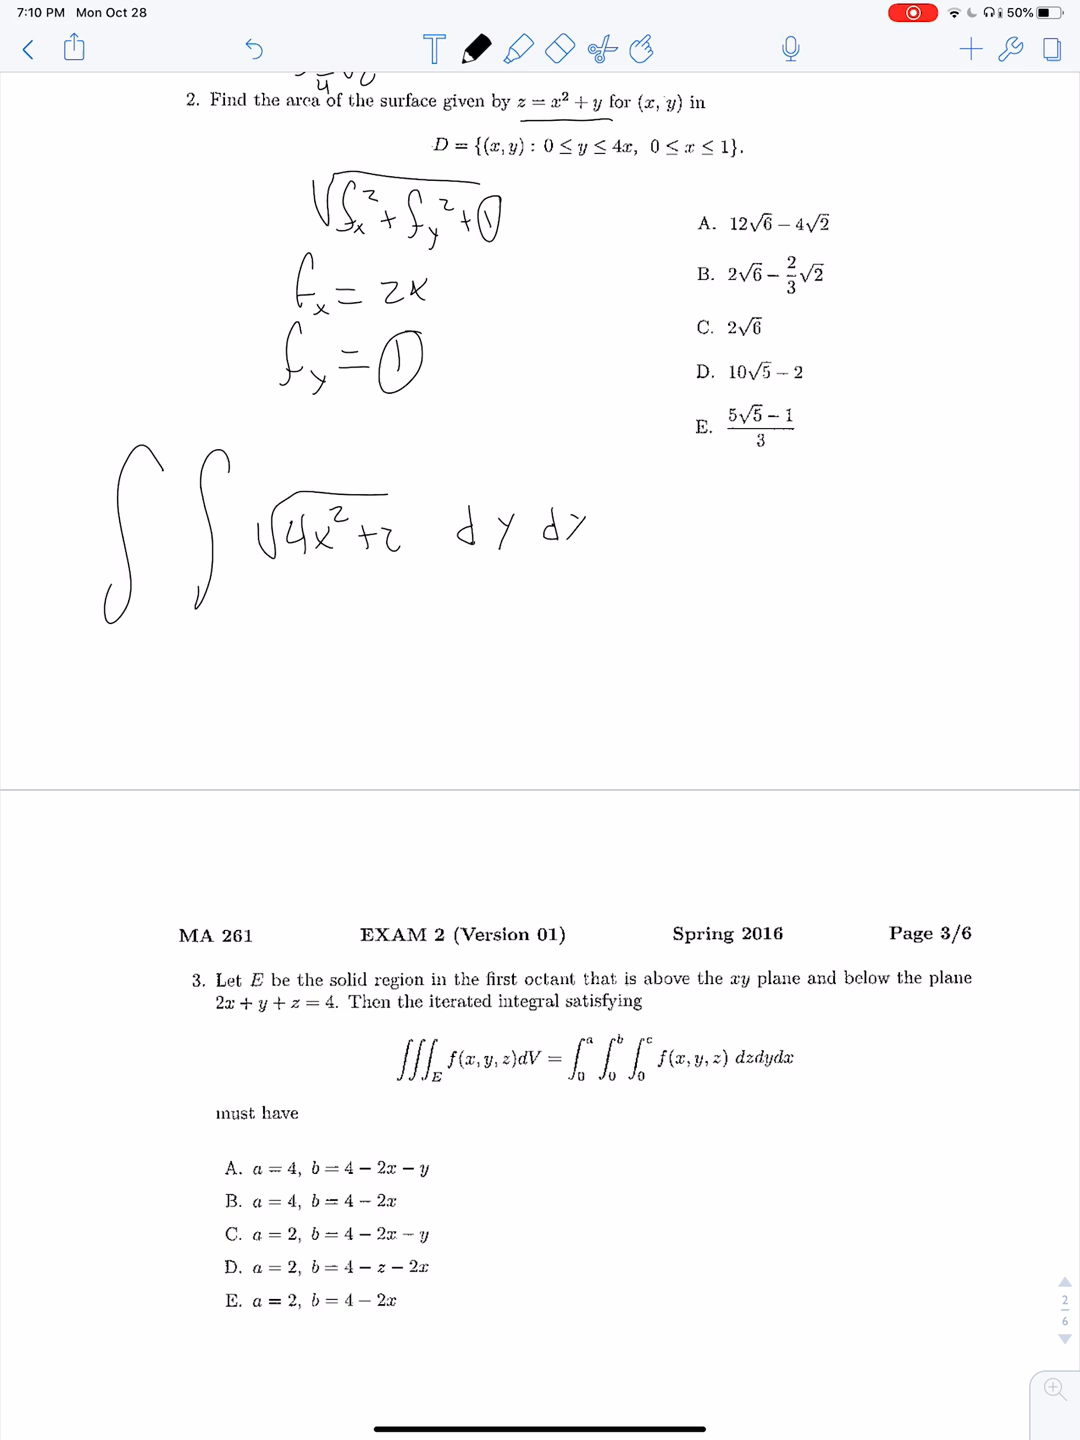 7:10 PM Mon Oct 28
50%
4
2. Find the area of the surface given by z = x² + y for (x, y) in
D = {(x, y) : 0 ≤ y ≤ 4x, 0 ≤ x ≤ 1}.
√(fx² + fy² + 1)
fx = 2x
fy = 1
A. 12√6 − 4√2
B. 2√6 − 2/3 √2
C. 2√6
D. 10√5 − 2
E. (5√5 − 1)/3
∫ ∫ √(4x² + 2) dy dy
MA 261 EXAM 2 (Version 01) Spring 2016 Page 3/6
3. Let E be the solid region in the first octant that is above the xy plane and below the plane
2x + y + z = 4. Then the iterated integral satisfying
∭_E f(x, y, z)dV = ∫₀ᵃ ∫₀ᵇ ∫₀ᶜ f(x, y, z) dzdydx
must have
A. a = 4, b = 4 − 2x − y
B. a = 4, b = 4 − 2x
C. a = 2, b = 4 − 2x − y
D. a = 2, b = 4 − z − 2x
E. a = 2, b = 4 − 2x
2
6